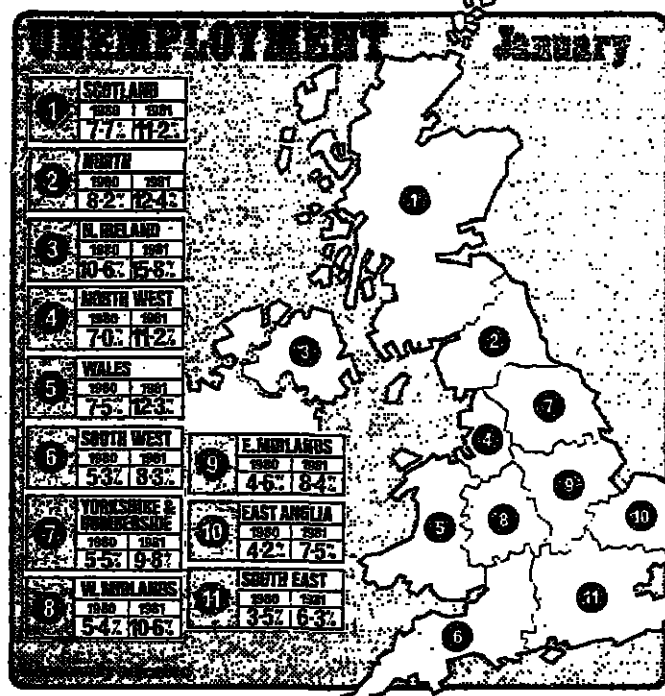 UNEMPLOYMENT January
1 SCOTLAND
1980 1981
7·7% 11·2%
2 NORTH
1980 1981
8·2% 12·4%
3 N. IRELAND
1980 1981
10·6% 15·8%
4 NORTH WEST
1980 1981
7·0% 11·2%
5 WALES
1980 1981
7·5% 12·3%
6 SOUTH WEST
1980 1981
5·3% 8·3%
7 YORKSHIRE &
HUMBERSIDE
1980 1981
5·5% 9·8%
8 W. MIDLANDS
1980 1981
5·4% 10·6%
9 E. MIDLANDS
1980 1981
4·6% 8·4%
10 EAST ANGLIA
1980 1981
4·2% 7·5%
11 SOUTH EAST
1980 1981
3·5% 6·3%
1
2
3
7
4
9
5
8
10
11
6